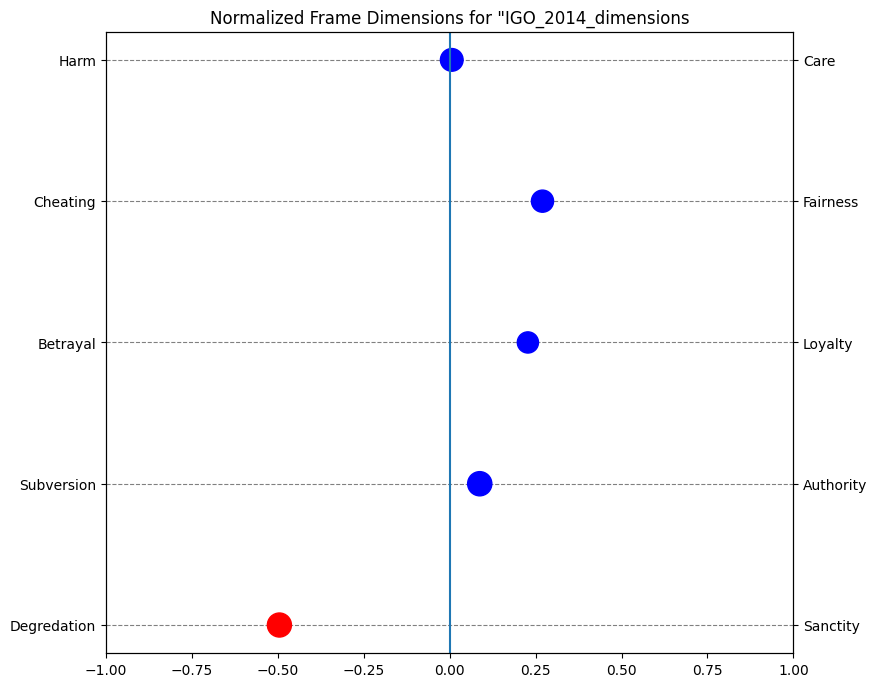 Normalized Frame Dimensions for "IGO_2014_dimensions
Harm Care
Cheating Fairness
Betrayal Loyalty
Subversion Authority
Degredation Sanctity
−1.00 −0.75 −0.50 −0.25 0.00 0.25 0.50 0.75 1.00